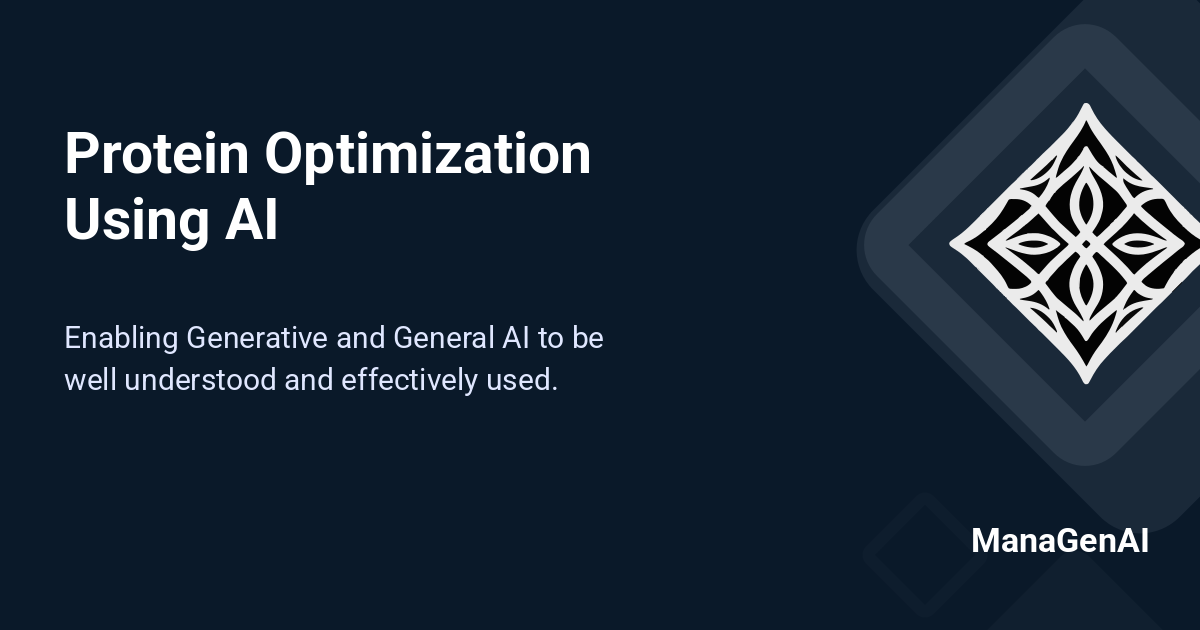 Protein Optimization
Using AI
Enabling Generative and General AI to be
well understood and effectively used.
ManaGenAI